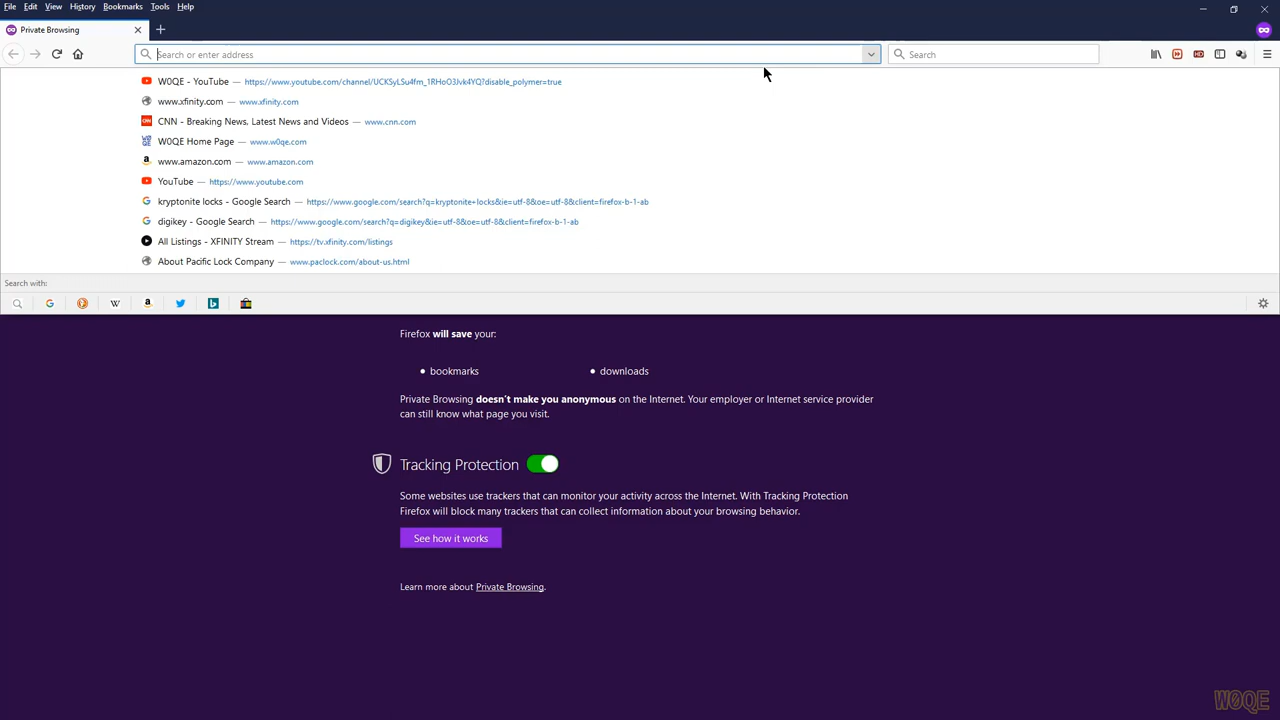 File Edit View History Bookmarks Tools Help
Private Browsing
Search or enter address
Search
W0QE - YouTube — https://www.youtube.com/channel/UCKSyLSu4fm_1RHoO3Jvk4YQ?disable_polymer=true
www.xfinity.com — www.xfinity.com
CNN - Breaking News, Latest News and Videos — www.cnn.com
W0QE Home Page — www.w0qe.com
www.amazon.com — www.amazon.com
YouTube — https://www.youtube.com
kryptonite locks - Google Search — https://www.google.com/search?q=kryptonite+locks&ie=utf-8&oe=utf-8&client=firefox-b-1-ab
digikey - Google Search — https://www.google.com/search?q=digikey&ie=utf-8&oe=utf-8&client=firefox-b-1-ab
All Listings - XFINITY Stream — https://tv.xfinity.com/listings
About Pacific Lock Company — www.paclock.com/about-us.html
Search with:
Firefox will save your:
• bookmarks • downloads
Private Browsing doesn't make you anonymous on the Internet. Your employer or Internet service provider
can still know what page you visit.
Tracking Protection
Some websites use trackers that can monitor your activity across the Internet. With Tracking Protection
Firefox will block many trackers that can collect information about your browsing behavior.
See how it works
Learn more about Private Browsing.
W0QE